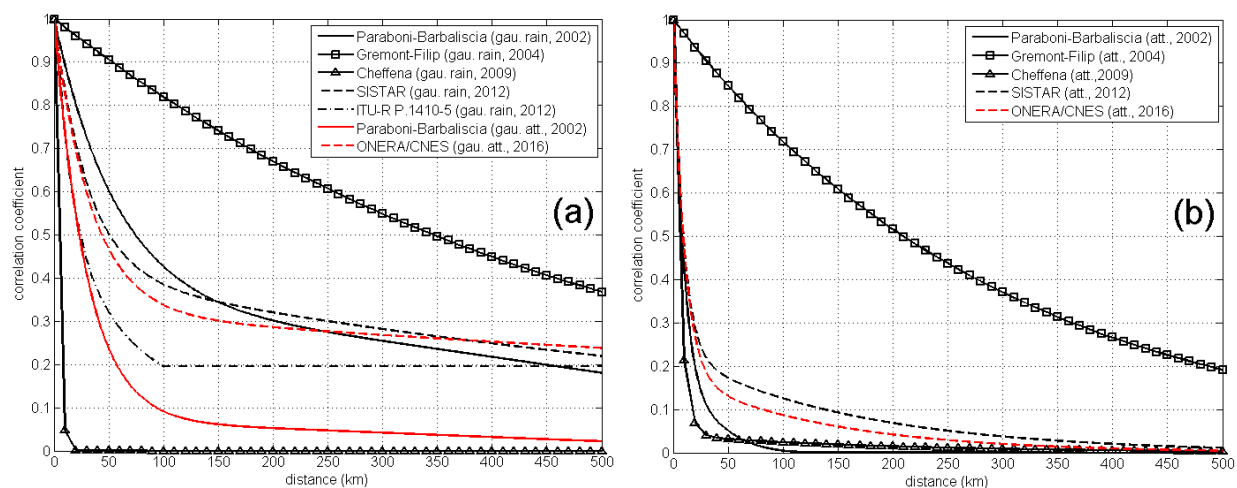 1
0.9
0.8
0.7
0.6
0.5
0.4
0.3
0.2
0.1
0
correlation coefficient
0 50 100 150 200 250 300 350 400 450 500
distance (km)
Paraboni-Barbaliscia (gau. rain, 2002)
Gremont-Filip (gau. rain, 2004)
Cheffena (gau. rain, 2009)
SISTAR (gau. rain, 2012)
ITU-R P.1410-5 (gau. rain, 2012)
Paraboni-Barbaliscia (gau. att., 2002)
ONERA/CNES (gau. att., 2016)
(a)
1
0.9
0.8
0.7
0.6
0.5
0.4
0.3
0.2
0.1
0
correlation coefficient
0 50 100 150 200 250 300 350 400 450 500
distance (km)
Paraboni-Barbaliscia (att., 2002)
Gremont-Filip (att., 2004)
Cheffena (att.,2009)
SISTAR (att., 2012)
ONERA/CNES (att., 2016)
(b)